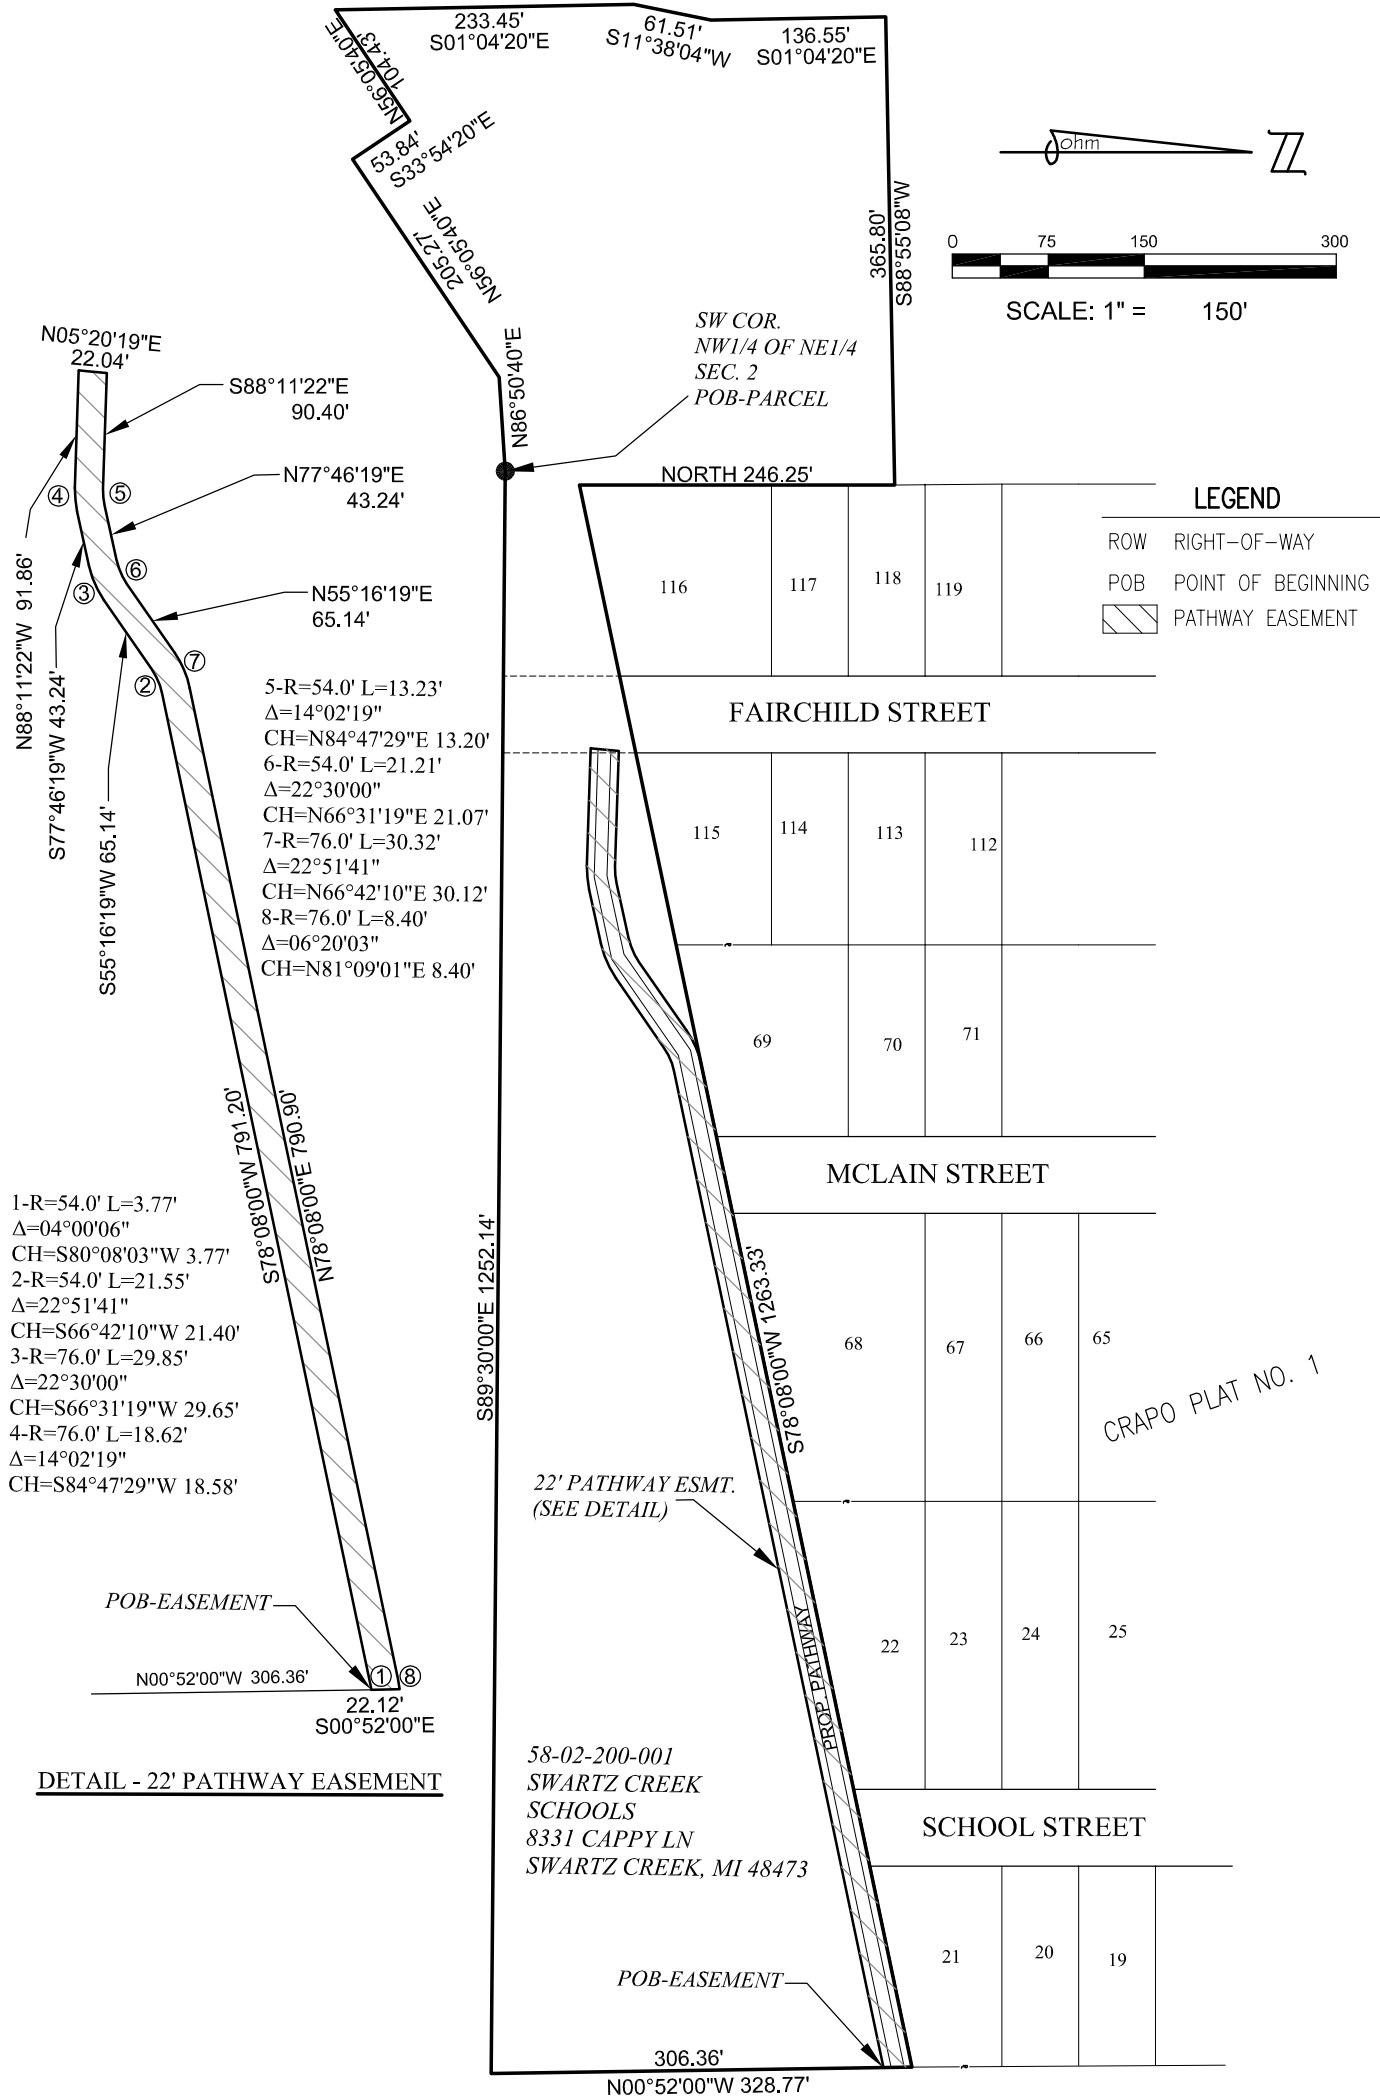 233.45'
S01°04'20"E
61.51'
S11°38'04"W
136.55'
S01°04'20"E
N56°05'40"E
104.43'
53.84'
S33°54'20"E
N56°05'40"E
205.27'
N86°50'40"E
365.80'
S88°55'08"W
ohm
N
0 75 150 300
SCALE: 1" = 150'
SW COR.
NW1/4 OF NE1/4
SEC. 2
POB-PARCEL
NORTH 246.25'
LEGEND
ROW RIGHT-OF-WAY
POB POINT OF BEGINNING
PATHWAY EASEMENT
N05°20'19"E
22.04'
S88°11'22"E
90.40'
N77°46'19"E
43.24'
N55°16'19"E
65.14'
4
5
6
3
7
2
N88°11'22"W 91.86'
S77°46'19"W 43.24'
S55°16'19"W 65.14'
5-R=54.0' L=13.23'
Δ=14°02'19"
CH=N84°47'29"E 13.20'
6-R=54.0' L=21.21'
Δ=22°30'00"
CH=N66°31'19"E 21.07'
7-R=76.0' L=30.32'
Δ=22°51'41"
CH=N66°42'10"E 30.12'
8-R=76.0' L=8.40'
Δ=06°20'03"
CH=N81°09'01"E 8.40'
S78°08'00"W 791.20'
N78°08'00"E 790.90'
1-R=54.0' L=3.77'
Δ=04°00'06"
CH=S80°08'03"W 3.77'
2-R=54.0' L=21.55'
Δ=22°51'41"
CH=S66°42'10"W 21.40'
3-R=76.0' L=29.85'
Δ=22°30'00"
CH=S66°31'19"W 29.65'
4-R=76.0' L=18.62'
Δ=14°02'19"
CH=S84°47'29"W 18.58'
POB-EASEMENT
N00°52'00"W 306.36'
1
8
22.12'
S00°52'00"E
DETAIL - 22' PATHWAY EASEMENT
116 117 118 119
FAIRCHILD STREET
115 114 113 112
69 70 71
MCLAIN STREET
S89°30'00"E 1252.14'
S78°08'00"W 1263.33'
68 67 66 65
CRAPO PLAT NO. 1
22' PATHWAY ESMT.
(SEE DETAIL)
PROP. PATHWAY
22 23 24 25
58-02-200-001
SWARTZ CREEK
SCHOOLS
8331 CAPPY LN
SWARTZ CREEK, MI 48473
SCHOOL STREET
21 20 19
POB-EASEMENT
306.36'
N00°52'00"W 328.77'